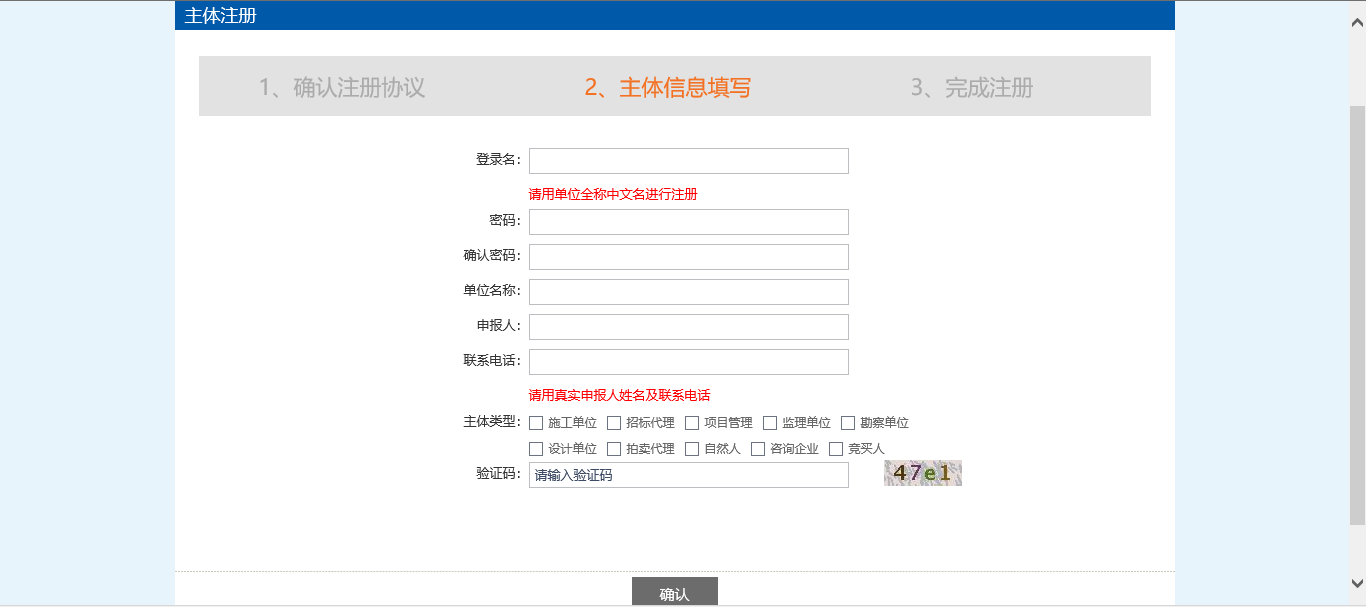 主体注册
1、确认注册协议 2、主体信息填写 3、完成注册
登录名:
请用单位全称中文名进行注册
密码:
确认密码:
单位名称:
申报人:
联系电话:
请用真实申报人姓名及联系电话
主体类型: 施工单位 招标代理 项目管理 监理单位 勘察单位
设计单位 拍卖代理 自然人 咨询企业 竞买人
验证码: 请输入验证码 47e1
确认